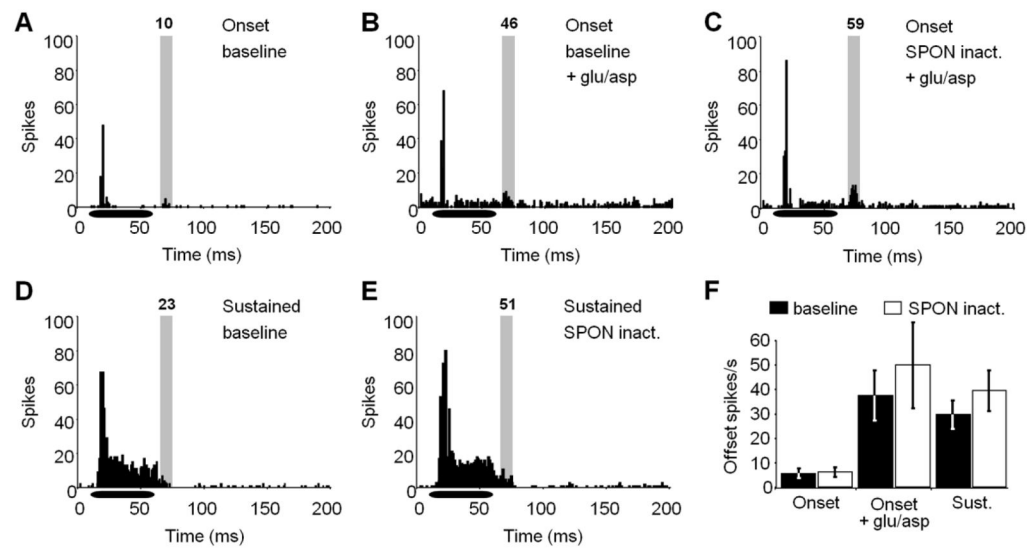 A
10
Onset
baseline
Spikes
100
80
60
40
20
0
0
50
100
150
200
Time (ms)
B
46
Onset
baseline
+ glu/asp
Spikes
100
80
60
40
20
0
0
50
100
150
200
Time (ms)
C
59
Onset
SPON inact.
+ glu/asp
Spikes
100
80
60
40
20
0
0
50
100
150
200
Time (ms)
D
23
Sustained
baseline
Spikes
100
80
60
40
20
0
0
50
100
150
200
Time (ms)
E
51
Sustained
SPON inact.
Spikes
100
80
60
40
20
0
0
50
100
150
200
Time (ms)
F
baseline
SPON inact.
Offset spikes/s
60
50
40
30
20
10
0
Onset
Onset
+ glu/asp
Sust.